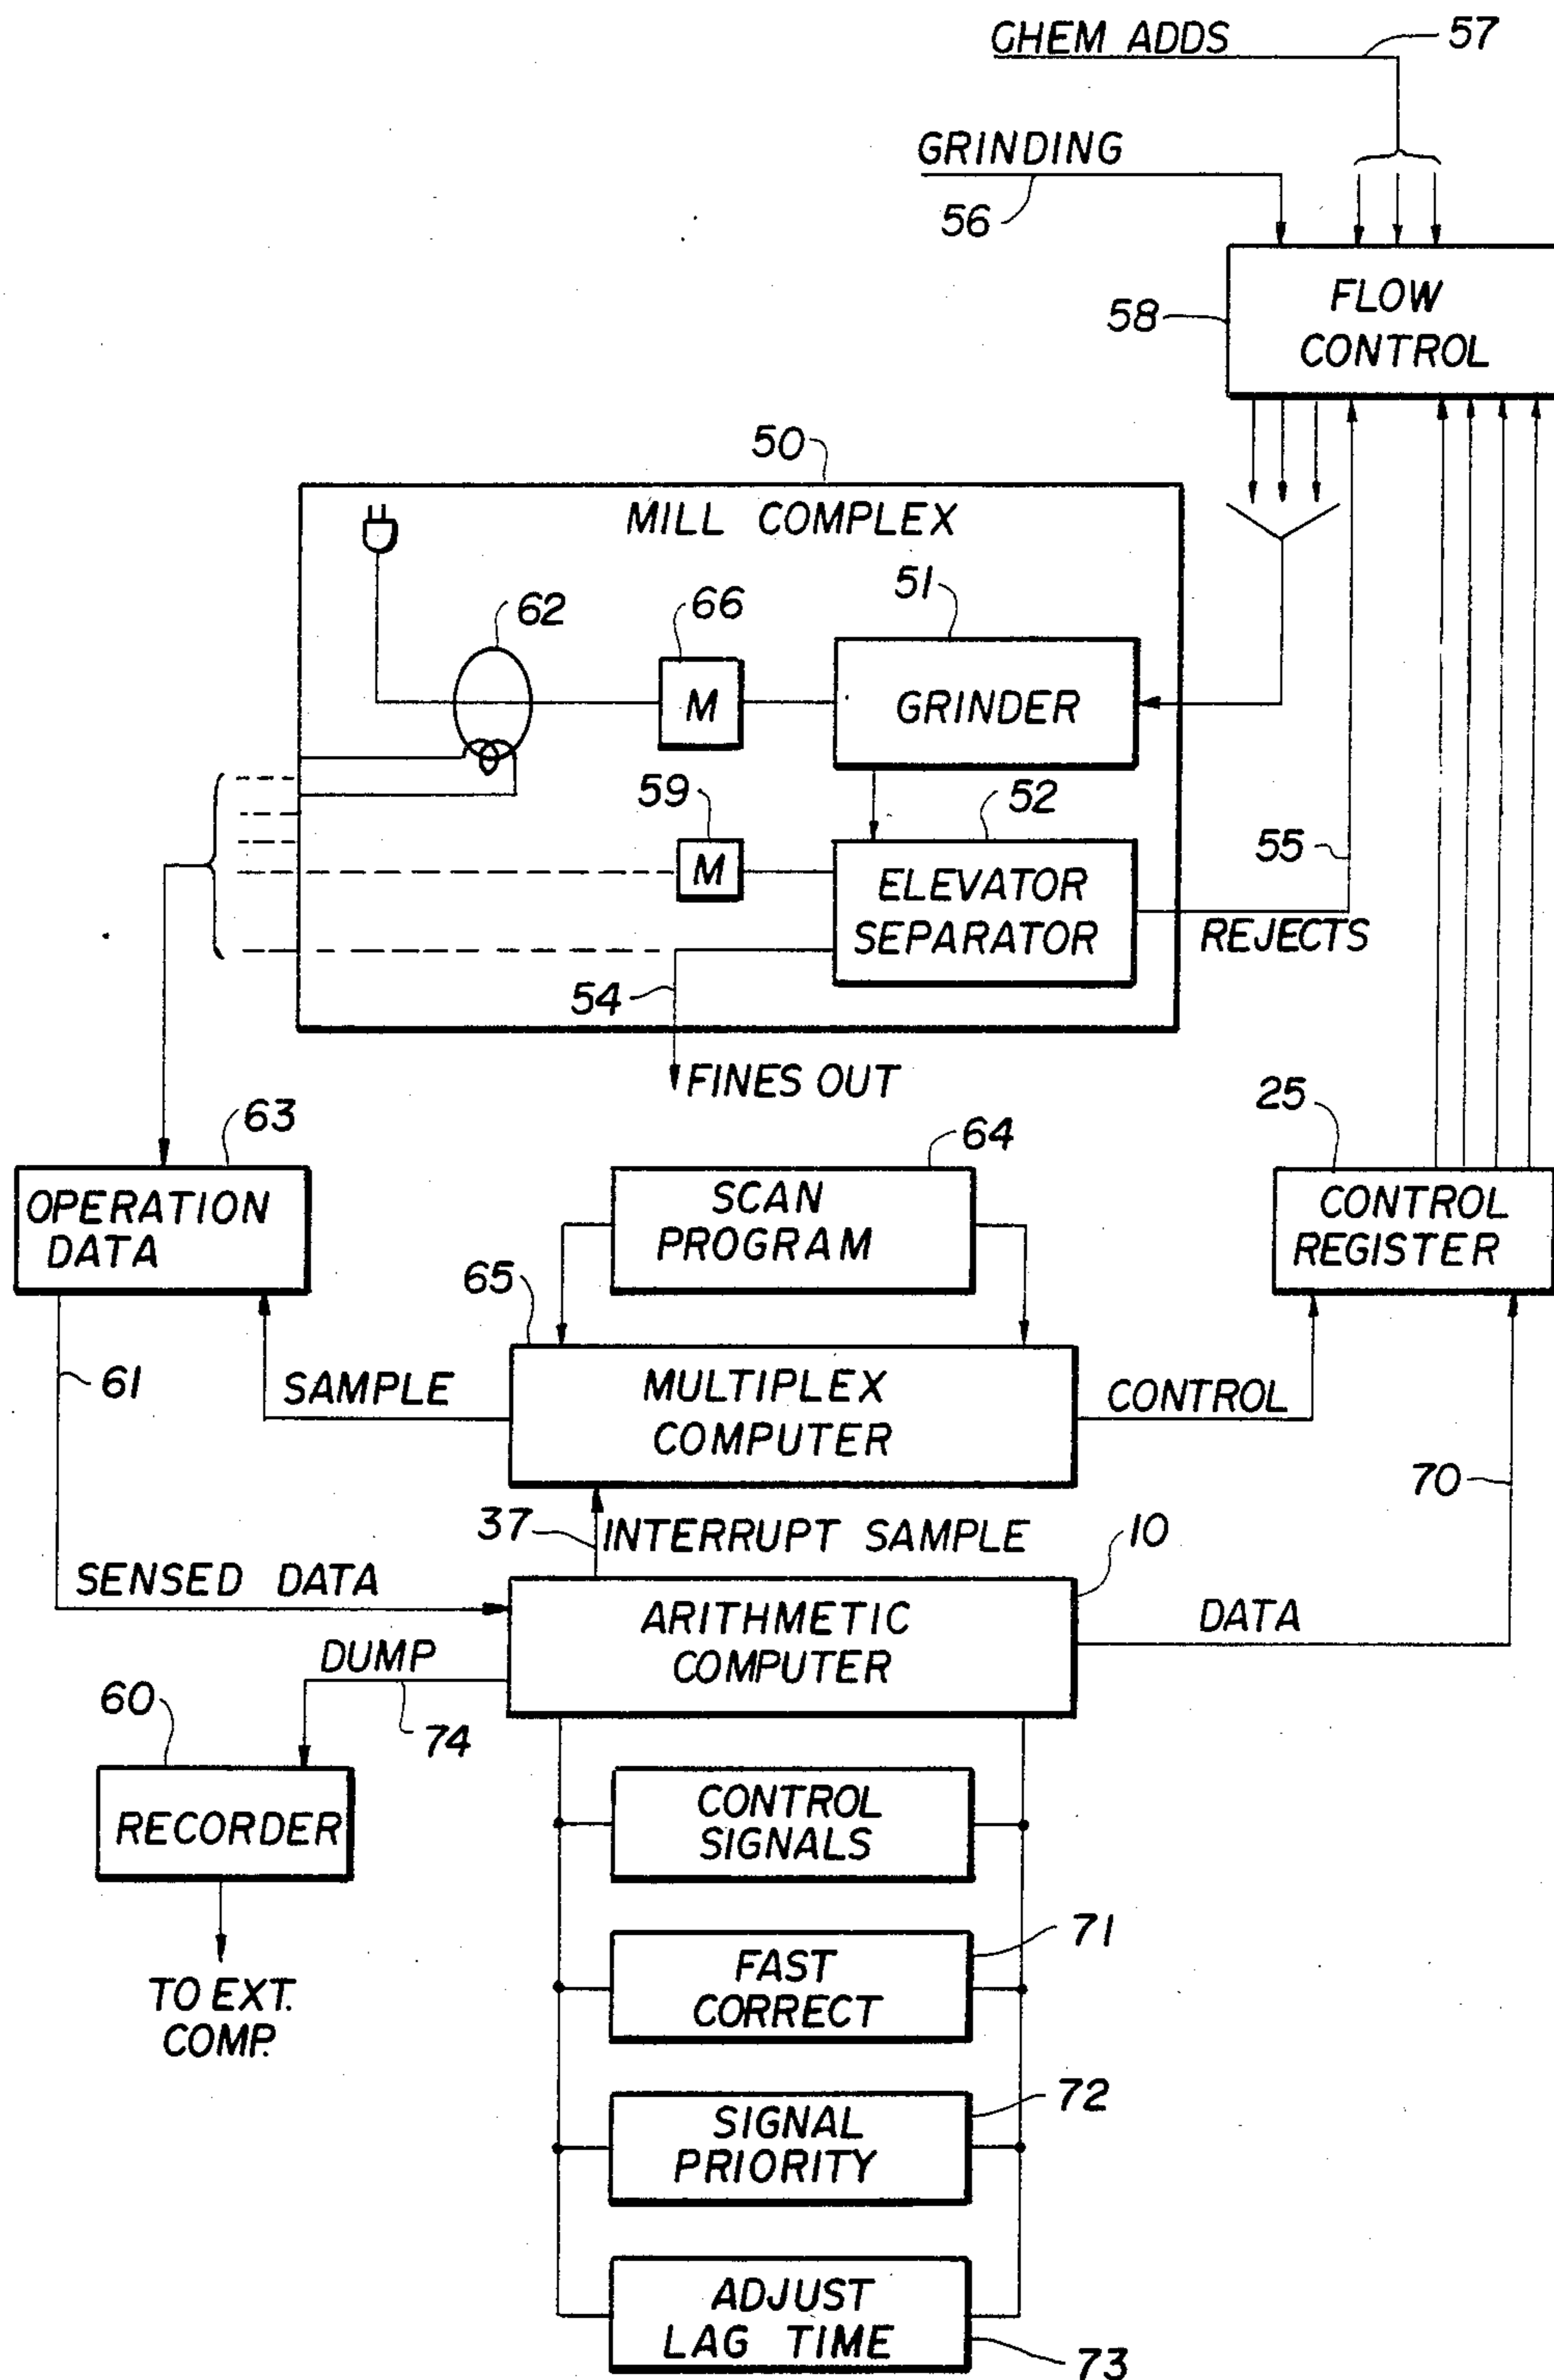 GHEM ADDS
57
GRINDING
56
58
FLOW
CONTROL
50
MILL COMPLEX
51
62
66
M
GRINDER
59
52
M
ELEVATOR
SEPARATOR
55
REJECTS
54
FINES OUT
63
64
25
OPERATION
DATA
SCAN
PROGRAM
CONTROL
REGISTER
65
61
SAMPLE
MULTIPLEX
COMPUTER
CONTROL
70
37
INTERRUPT SAMPLE
10
SENSED DATA
ARITHMETIC
COMPUTER
DATA
DUMP
60
74
RECORDER
CONTROL
SIGNALS
71
FAST
CORRECT
TO EXT.
COMP.
72
SIGNAL
PRIORITY
ADJUST
LAG TIME
73